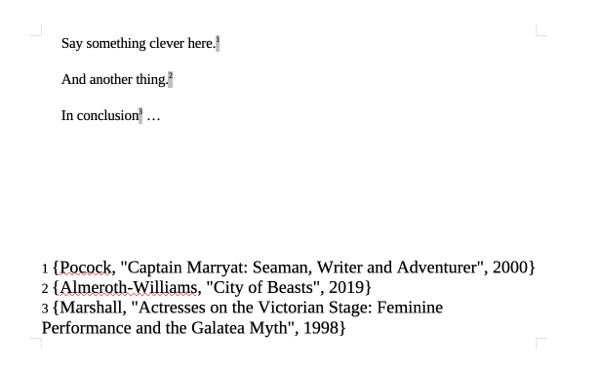 Say something clever here.1
And another thing.2
In conclusion3 …
1 {Pocock, "Captain Marryat: Seaman, Writer and Adventurer", 2000}
2 {Almeroth-Williams, "City of Beasts", 2019}
3 {Marshall, "Actresses on the Victorian Stage: Feminine
Performance and the Galatea Myth", 1998}